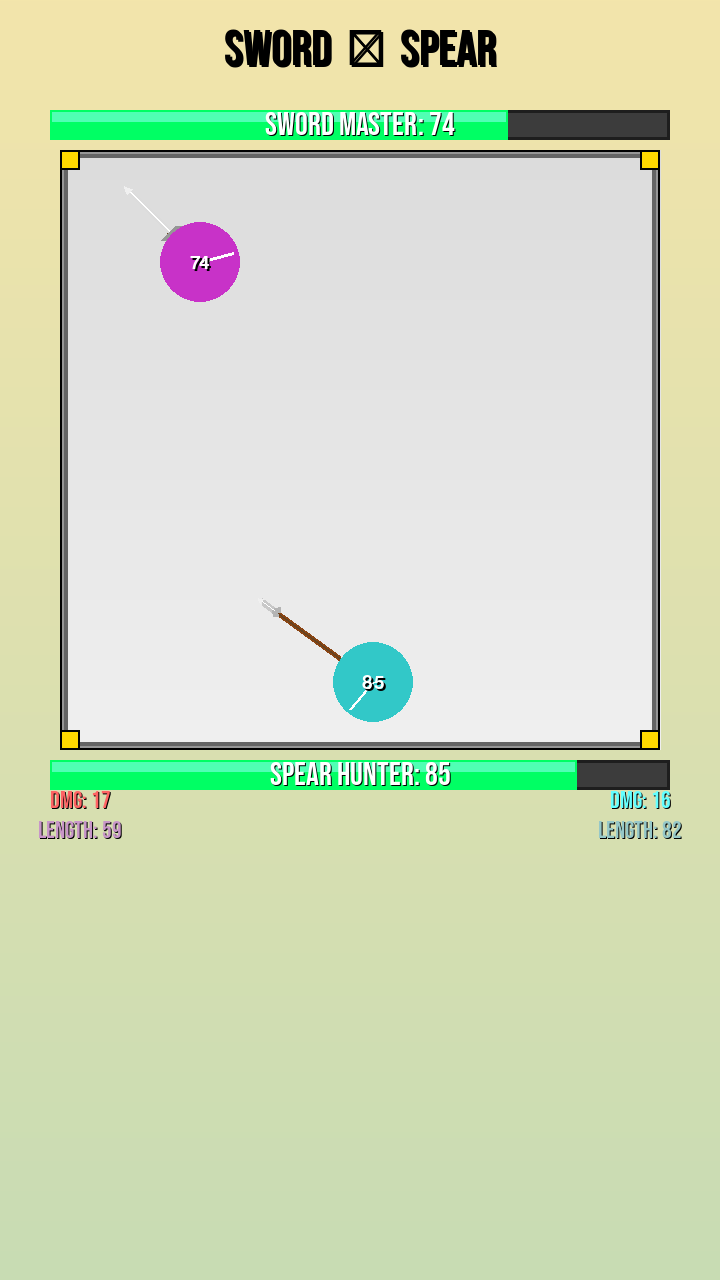 SWORD SPEAR
SWORD MASTER: 74
74
85
SPEAR HUNTER: 85
DMG: 17 DMG: 16
LENGTH: 59 LENGTH: 82